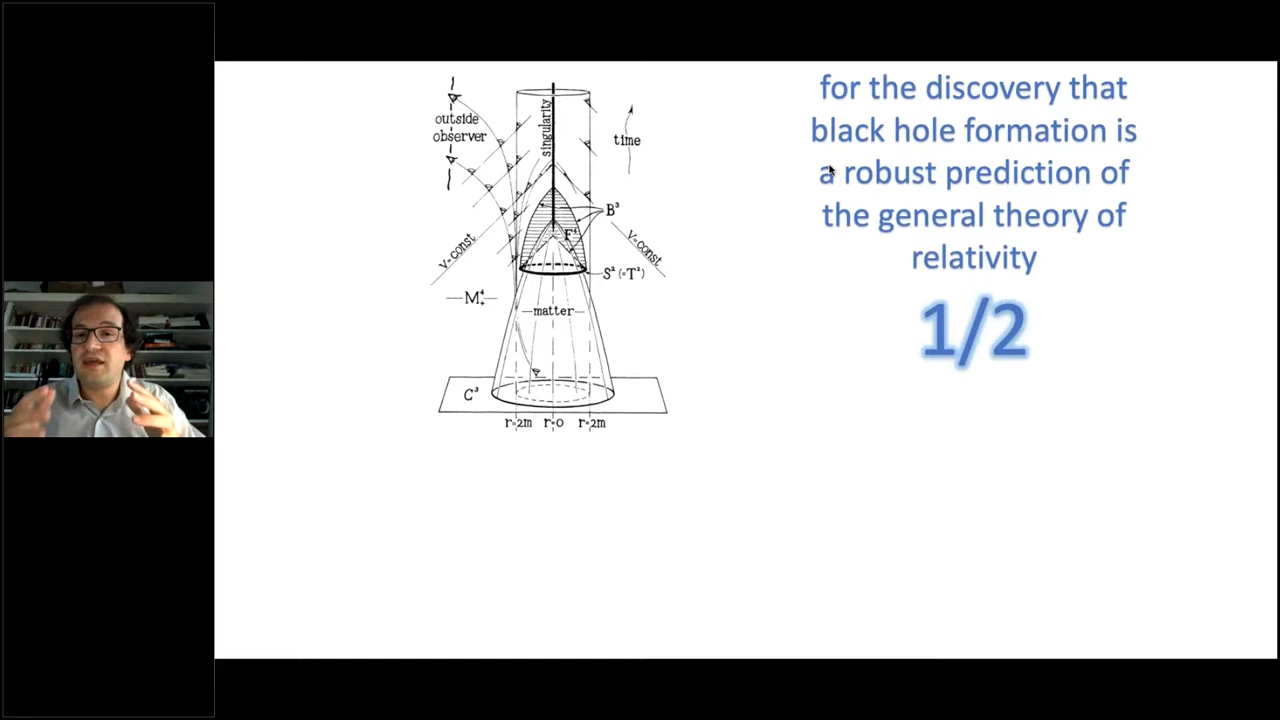 outside
observer
singularity
time
B³
F⁴
V=const
V=const
S² (=T²)
M⁴₊
matter
C³
r=2m r=0 r=2m
for the discovery that
black hole formation is
a robust prediction of
the general theory of
relativity
1/2